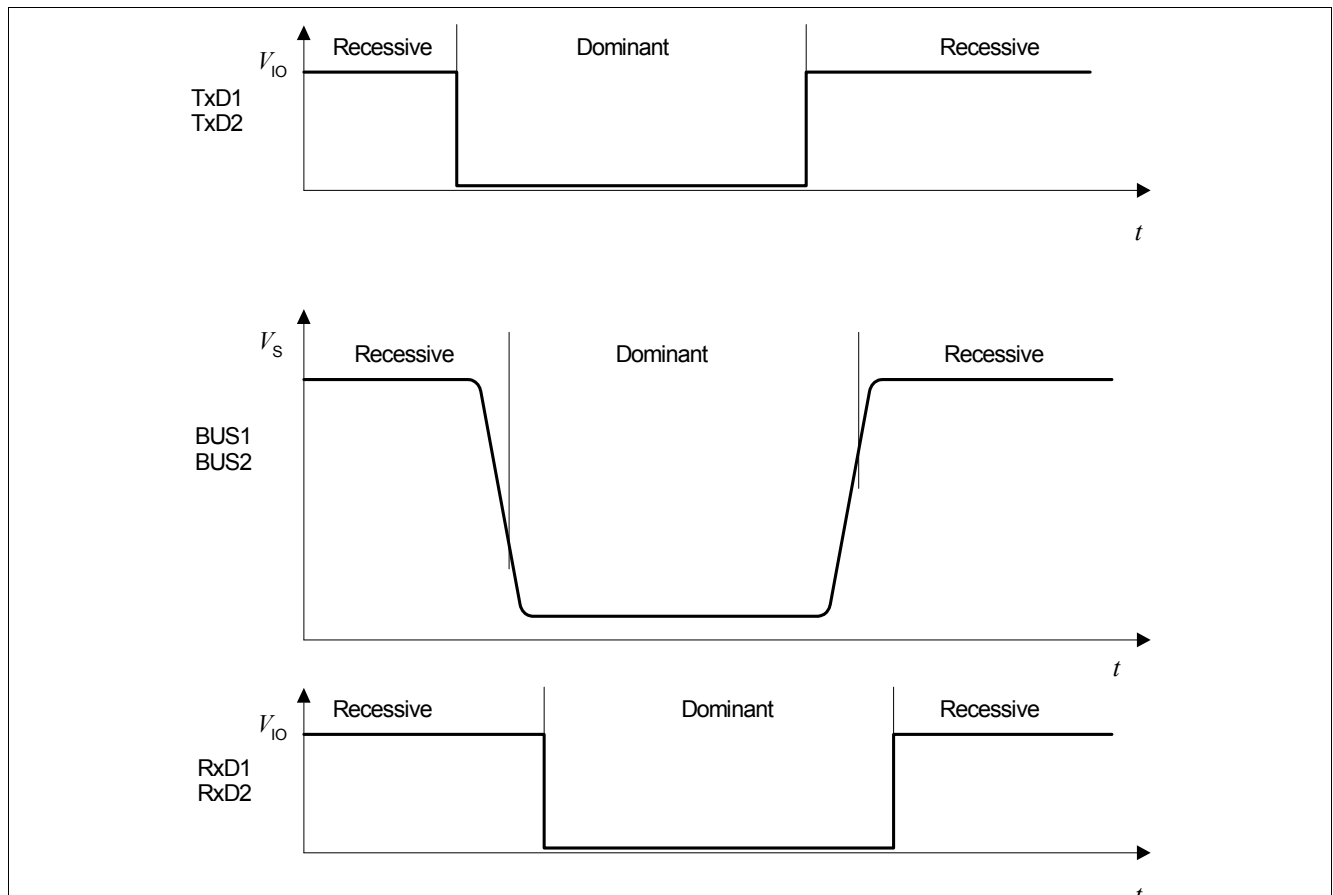 Recessive Dominant Recessive
VIO
TxD1
TxD2
t
VS
Recessive Dominant Recessive
BUS1
BUS2
t
Recessive Dominant Recessive
VIO
RxD1
RxD2
t